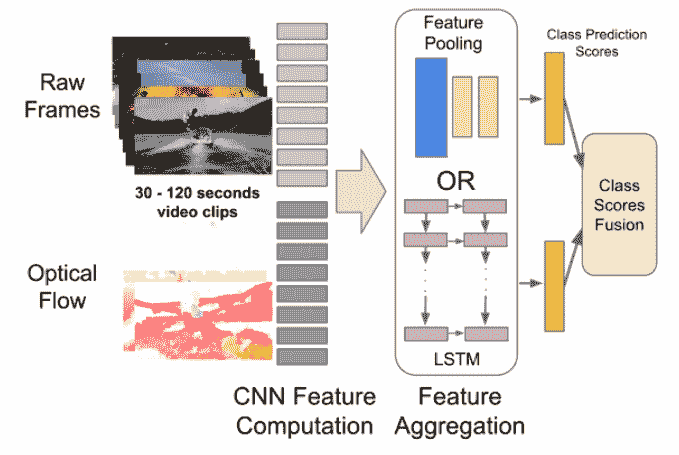 Raw
Frames
30 - 120 seconds
video clips
Optical
Flow
CNN Feature
Computation
Feature
Pooling
OR
LSTM
Feature
Aggregation
Class Prediction
Scores
Class
Scores
Fusion